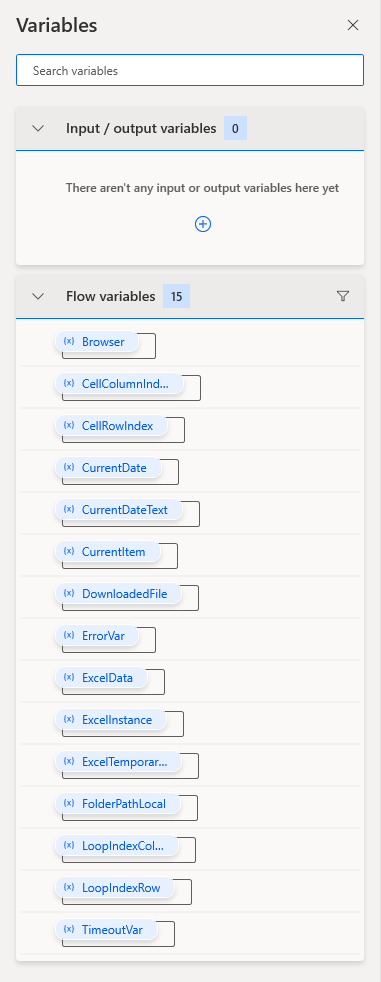 Variables
Search variables
Input / output variables 0
There aren't any input or output variables here yet
Flow variables 15
(x) Browser
(x) CellColumnInd...
(x) CellRowIndex
(x) CurrentDate
(x) CurrentDateText
(x) CurrentItem
(x) DownloadedFile
(x) ErrorVar
(x) ExcelData
(x) ExcelInstance
(x) ExcelTemporar...
(x) FolderPathLocal
(x) LoopIndexCol...
(x) LoopIndexRow
(x) TimeoutVar